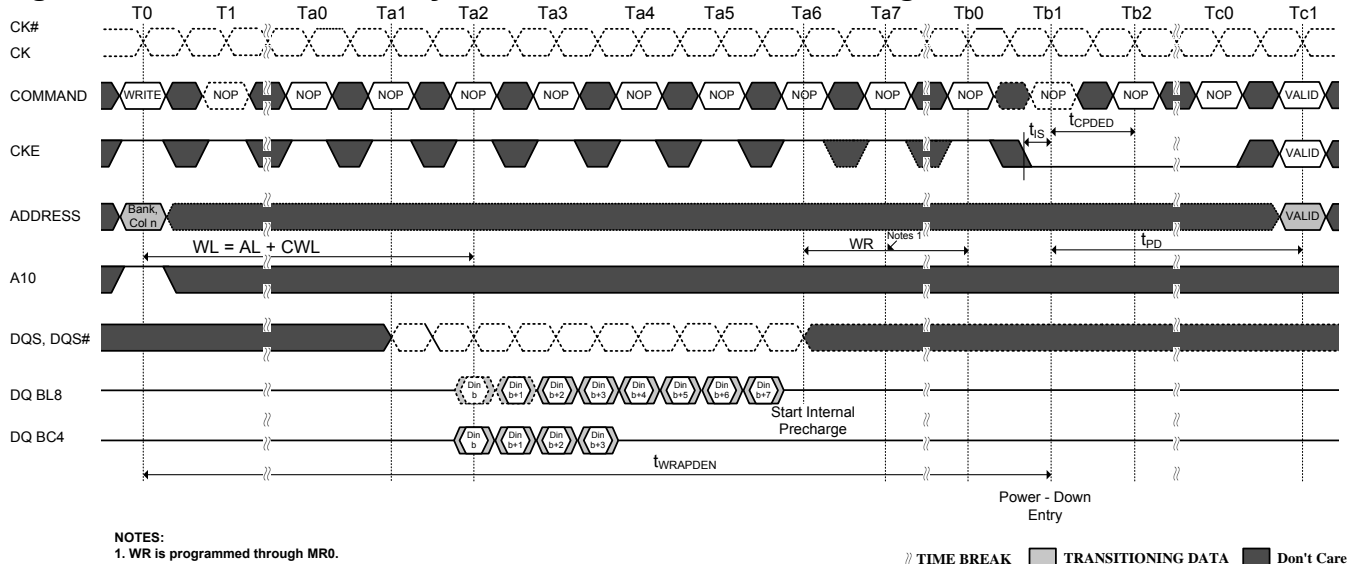 T0 T1 Ta0 Ta1 Ta2 Ta3 Ta4 Ta5 Ta6 Ta7 Tb0 Tb1 Tb2 Tc0 Tc1
CK#
CK
COMMAND WRITE NOP NOP NOP NOP NOP NOP NOP NOP NOP NOP NOP NOP NOP VALID
tIS tCPDED
CKE VALID
ADDRESS Bank, Col n VALID
WL = AL + CWL WR Notes 1 tPD
A10
DQS, DQS#
DQ BL8 Din b Din b+1 Din b+2 Din b+3 Din b+4 Din b+5 Din b+6 Din b+7
Start Internal
Precharge
DQ BC4 Din b Din b+1 Din b+2 Din b+3
tWRAPDEN
Power - Down
Entry
NOTES:
1. WR is programmed through MR0.
TIME BREAK TRANSITIONING DATA Don't Care